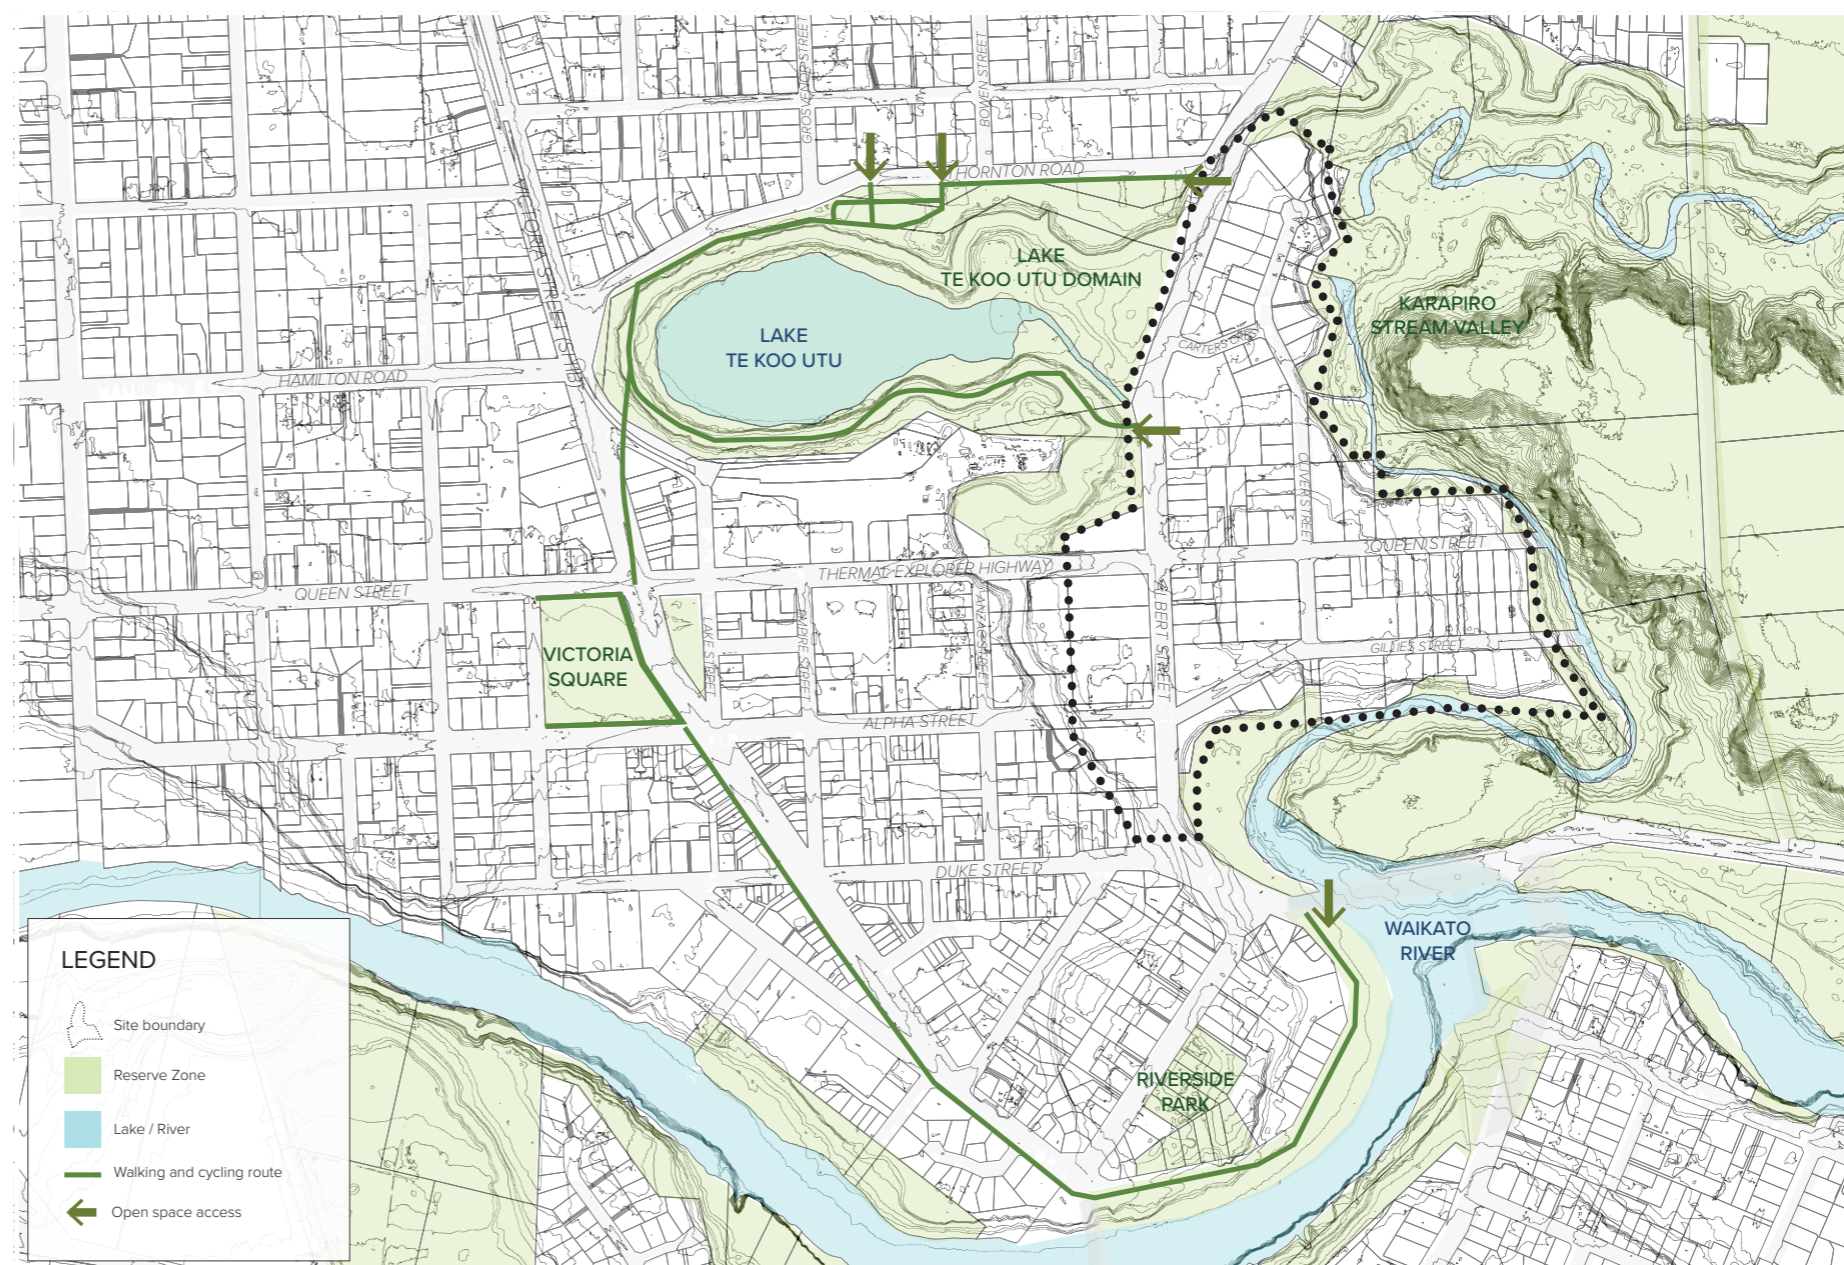 GROSVENOR STREET
BOWEN STREET
THORNTON ROAD
VICTORIA STREET (S1B)
LAKE
TE KOO UTU DOMAIN
KARAPIRO
STREAM VALLEY
LAKE
TE KOO UTU
HAMILTON ROAD
OLIVER STREET
QUEEN STREET
THERMAL EXPLORER HIGHWAY
QUEEN STREET
VICTORIA
SQUARE
LAKE STREET
EMPIRE STREET
ANZAC STREET
ALBERT STREET
GILLIES STREET
ALPHA STREET
DUKE STREET
WAIKATO
RIVER
RIVERSIDE
PARK
LEGEND
Site boundary
Reserve Zone
Lake / River
Walking and cycling route
Open space access